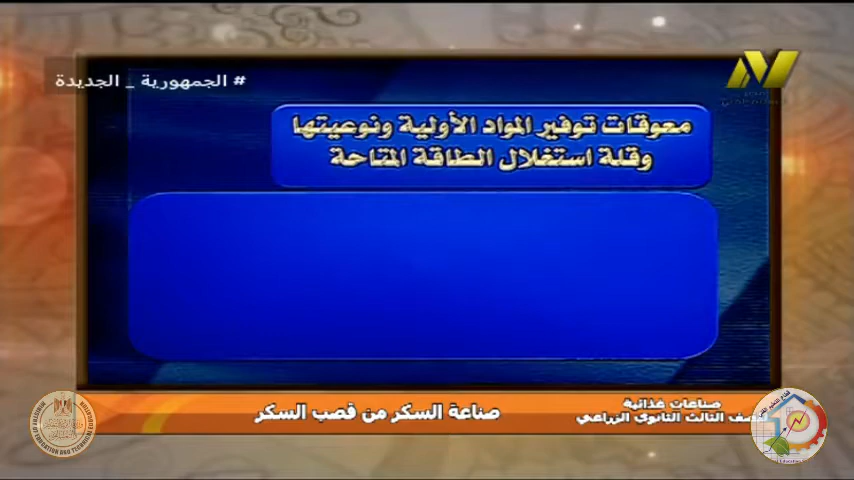 # الجمهورية _ الجديدة
معوقات توفير المواد الأولية ونوعيتها
وقلة استغلال الطاقة المتاحة
صناعات غذائية
الصف الثالث الثانوي الزراعي
صناعة السكر من قصب السكر